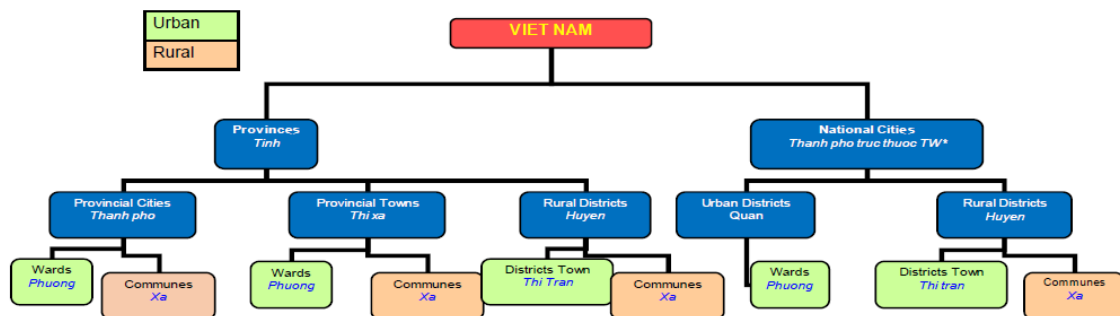 Urban
Rural
VIET NAM
Provinces
Tinh
National Cities
Thanh pho truc thuoc TW*
Provincial Cities
Thanh pho
Provincial Towns
Thi xa
Rural Districts
Huyen
Urban Districts
Quan
Rural Districts
Huyen
Wards
Phuong
Communes
Xa
Wards
Phuong
Communes
Xa
Districts Town
Thi Tran
Communes
Xa
Wards
Phuong
Districts Town
Thi tran
Communes
Xa